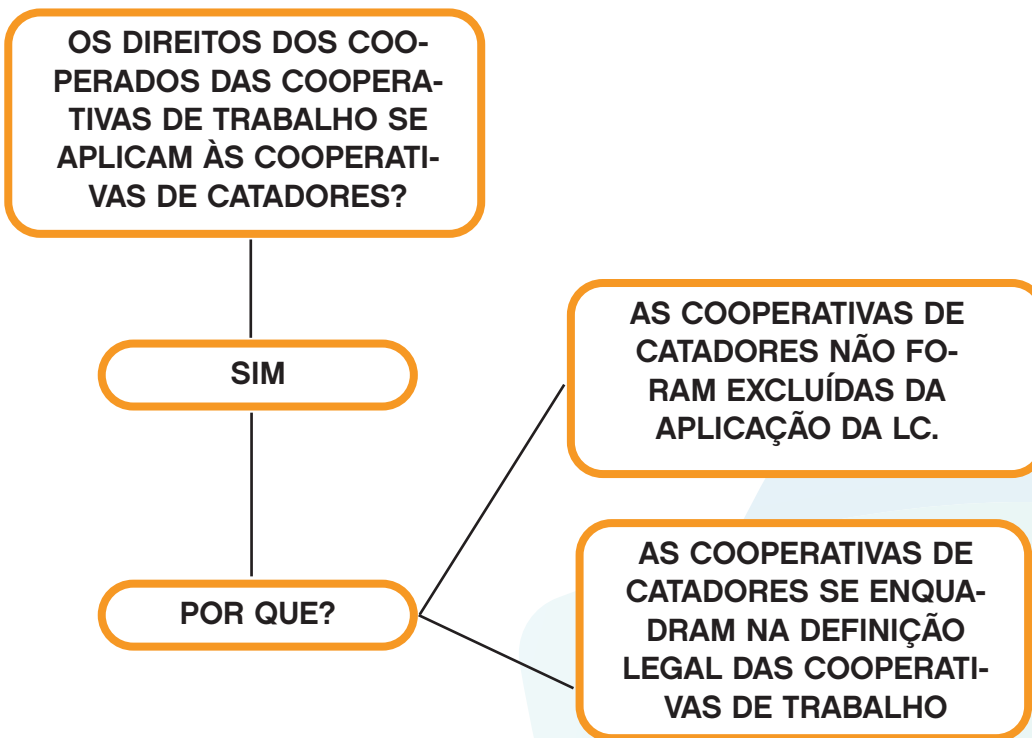 OS DIREITOS DOS COO-
PERADOS DAS COOPERA-
TIVAS DE TRABALHO SE
APLICAM ÀS COOPERATI-
VAS DE CATADORES?
SIM
POR QUE?
AS COOPERATIVAS DE
CATADORES NÃO FO-
RAM EXCLUÍDAS DA
APLICAÇÃO DA LC.
AS COOPERATIVAS DE
CATADORES SE ENQUA-
DRAM NA DEFINIÇÃO
LEGAL DAS COOPERATI-
VAS DE TRABALHO